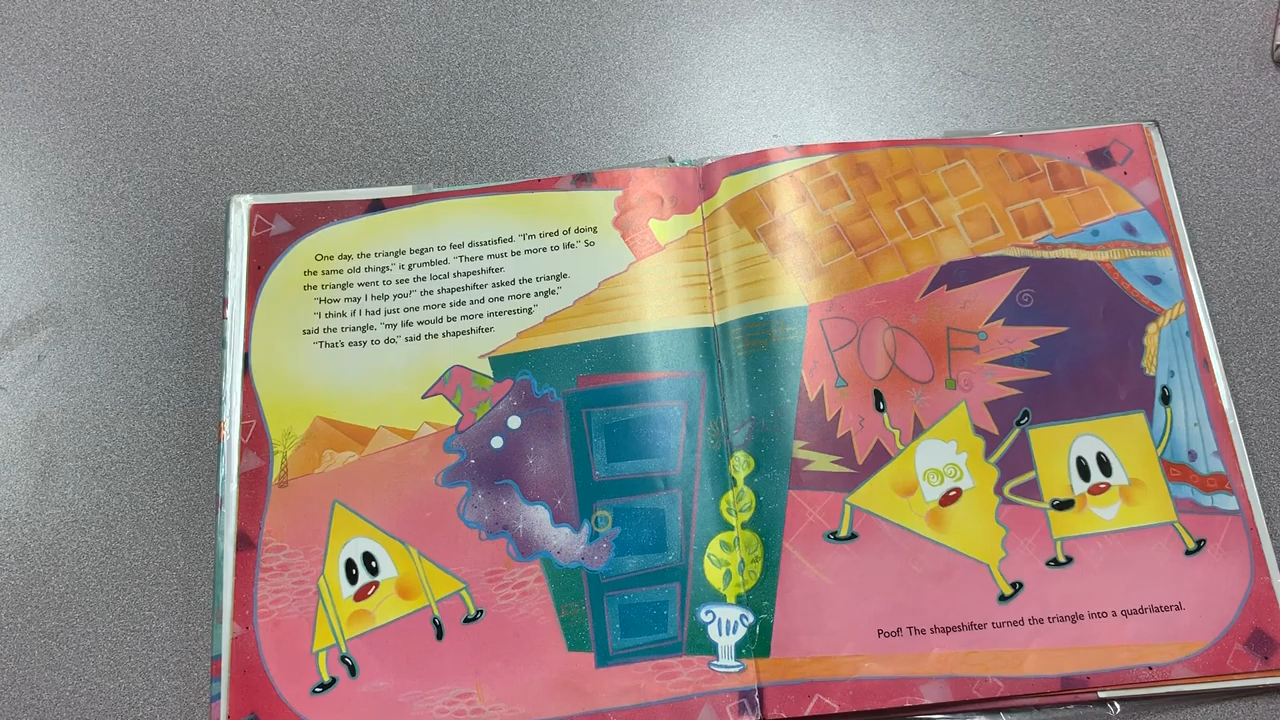 One day, the triangle began to feel dissatisfied. "I'm tired of doing
the same old things," it grumbled. "There must be more to life." So
the triangle went to see the local shapeshifter.
"How may I help you?" the shapeshifter asked the triangle.
"I think if I had just one more side and one more angle,"
said the triangle, "my life would be more interesting."
"That's easy to do," said the shapeshifter.
POOF
Poof! The shapeshifter turned the triangle into a quadrilateral.